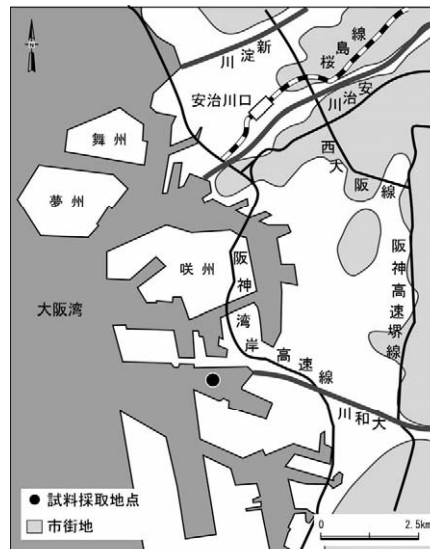 N
新淀川
桜島線
安治川口
安治川
舞州
西大阪線
夢州
阪神高速堺線
咲州
大阪湾
阪神湾岸高速線
大和川
試料採取地点
市街地
0 2.5km